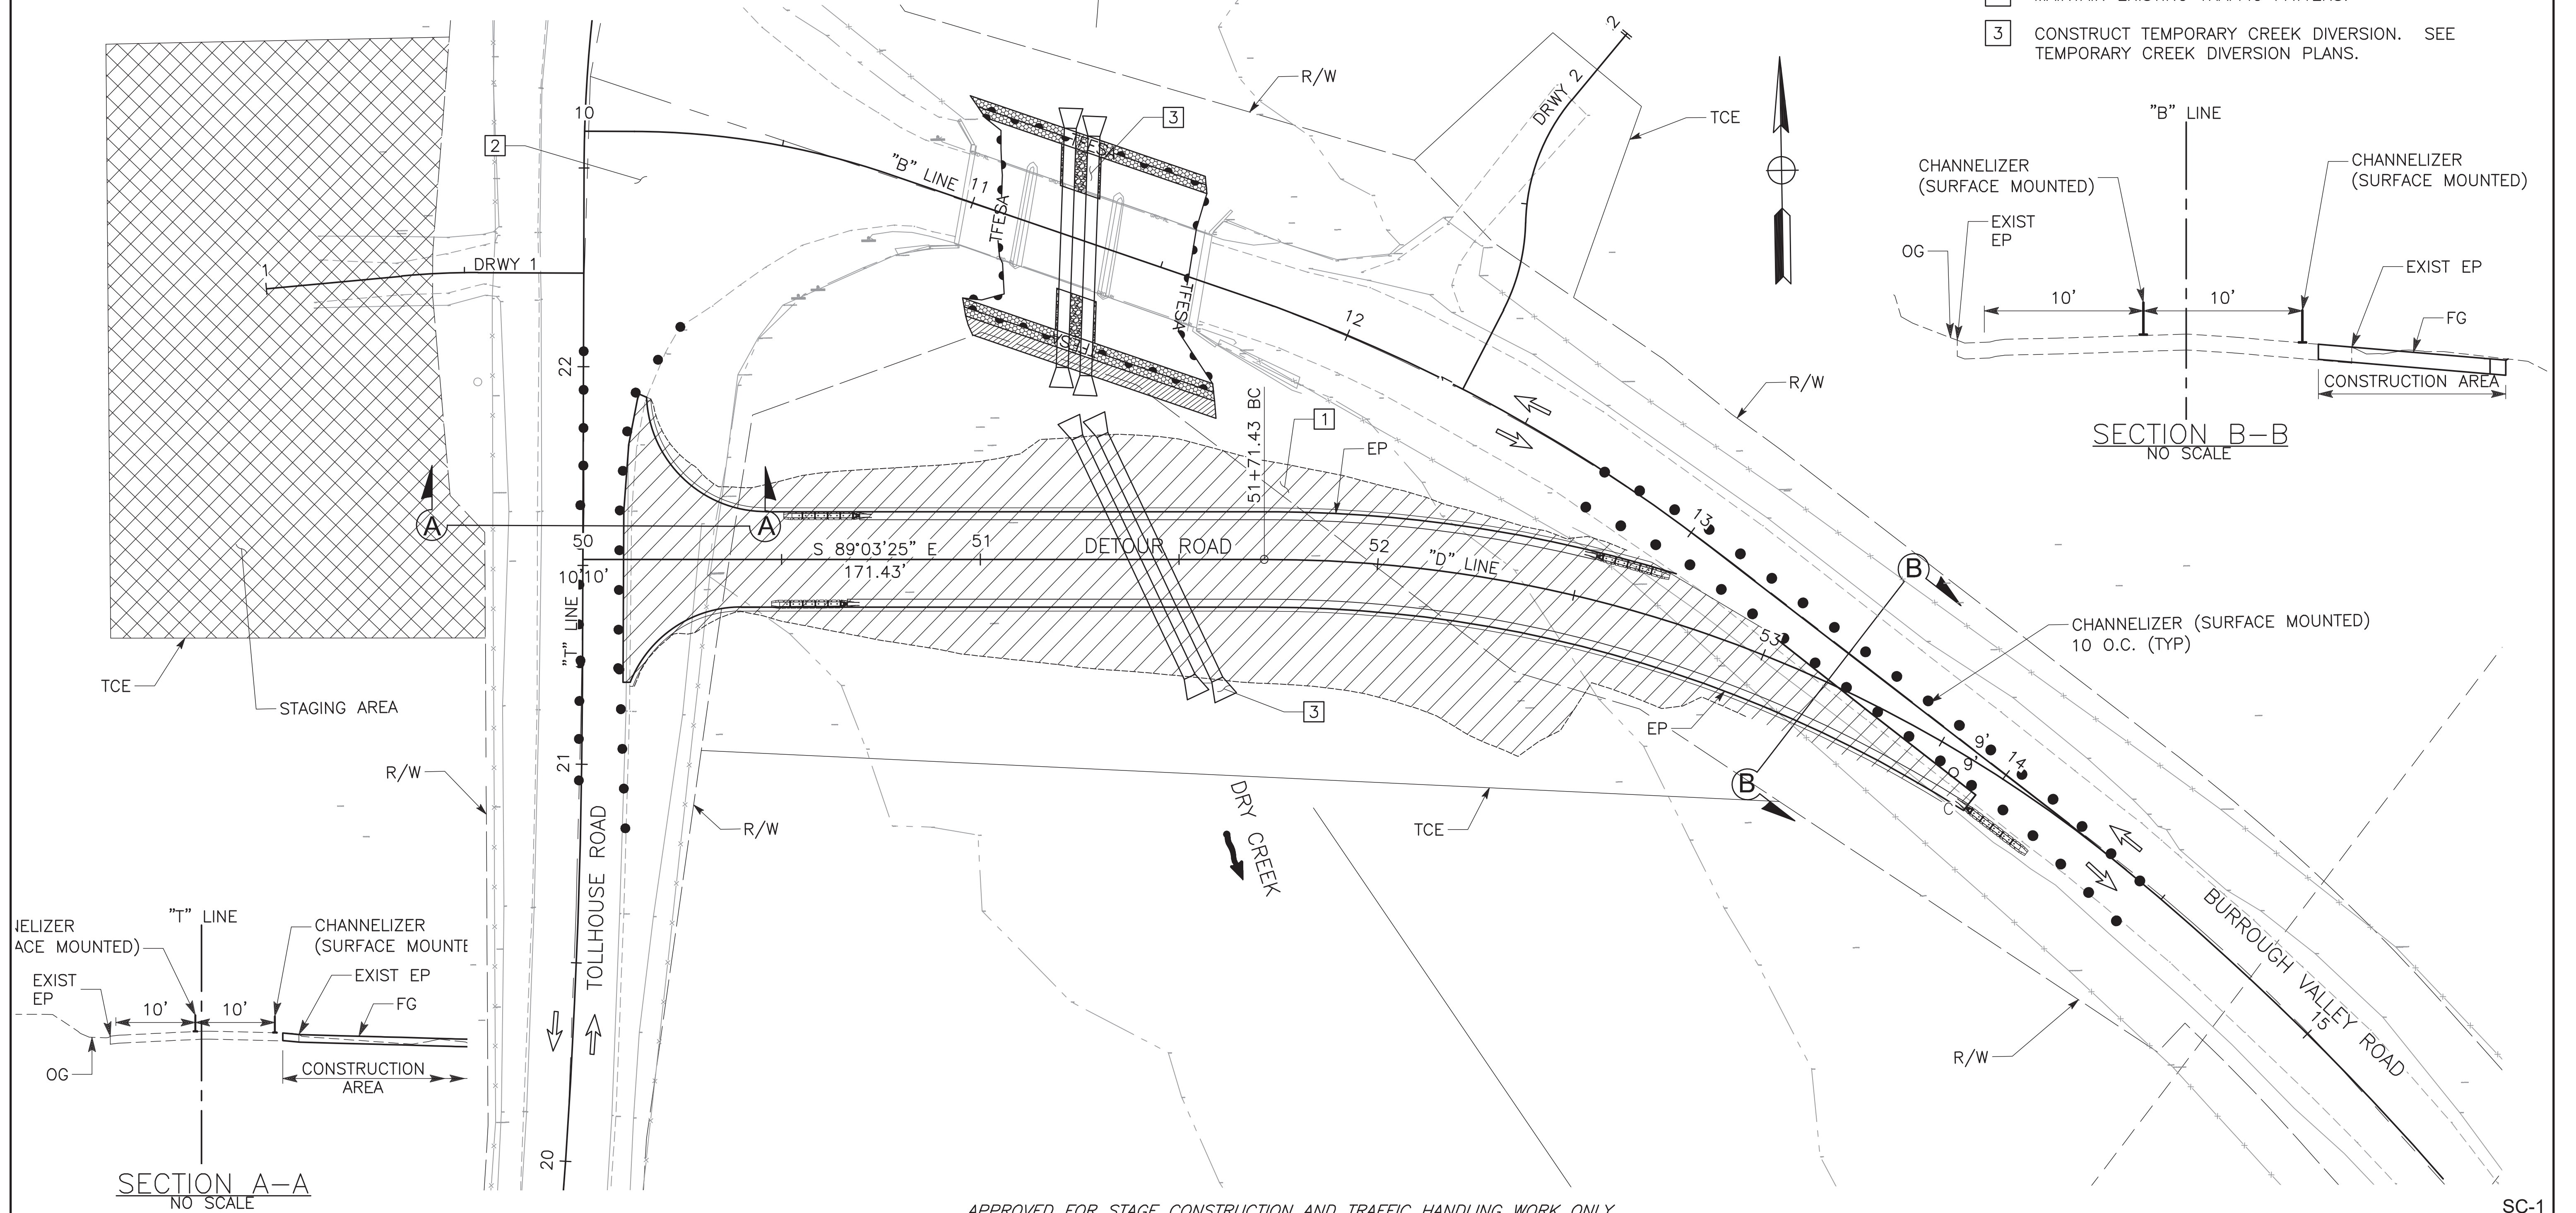 3
CONSTRUCT TEMPORARY CREEK DIVERSION. SEE
TEMPORARY CREEK DIVERSION PLANS.
R/W
TCE
2
DRWY 2
10
2
3
"B" LINE
11
TFESA
TFESA
TFESA
TFESA
DRWY 1
1
12
22
1
51+71.43 BC
EP
R/W
"B" LINE
CHANNELIZER
(SURFACE MOUNTED)
CHANNELIZER
(SURFACE MOUNTED)
EXIST
EP
OG
EXIST EP
10'
10'
FG
CONSTRUCTION AREA
SECTION B-B
NO SCALE
A
A
50
S 89°03'25" E
171.43'
51
DETOUR ROAD
52
"D" LINE
13
B
10'
10'
"T" LINE
53
CHANNELIZER (SURFACE MOUNTED)
10 O.C. (TYP)
TCE
STAGING AREA
3
EP
9'
9'
14
B
R/W
21
R/W
TCE
DRY CREEK
TOLLHOUSE ROAD
BURROUGH VALLEY ROAD
15
R/W
"T" LINE
NELIZER
ACE MOUNTED)
CHANNELIZER
(SURFACE MOUNTE
EXIST
EP
EXIST EP
10'
10'
FG
OG
CONSTRUCTION
AREA
20
SECTION A-A
NO SCALE
APPROVED FOR STAGE CONSTRUCTION AND TRAFFIC HANDLING WORK ONLY
SC-1